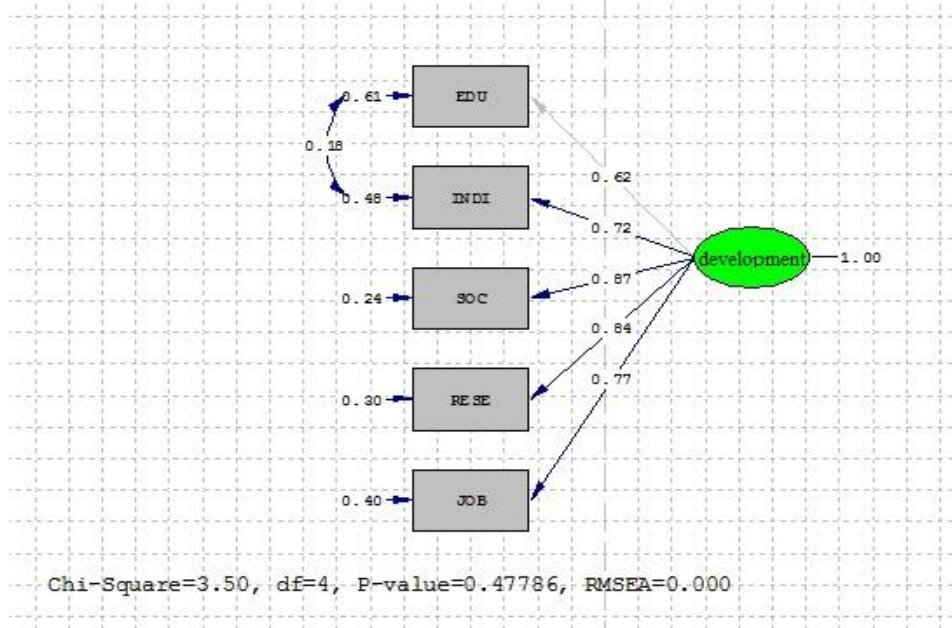 0.61 EDU
0.18
0.62
0.48 INDI
0.72
development 1.00
0.87
0.24 SOC
0.84
0.77
0.30 RESE
0.40 JOB
Chi-Square=3.50, df=4, P-value=0.47786, RMSEA=0.000